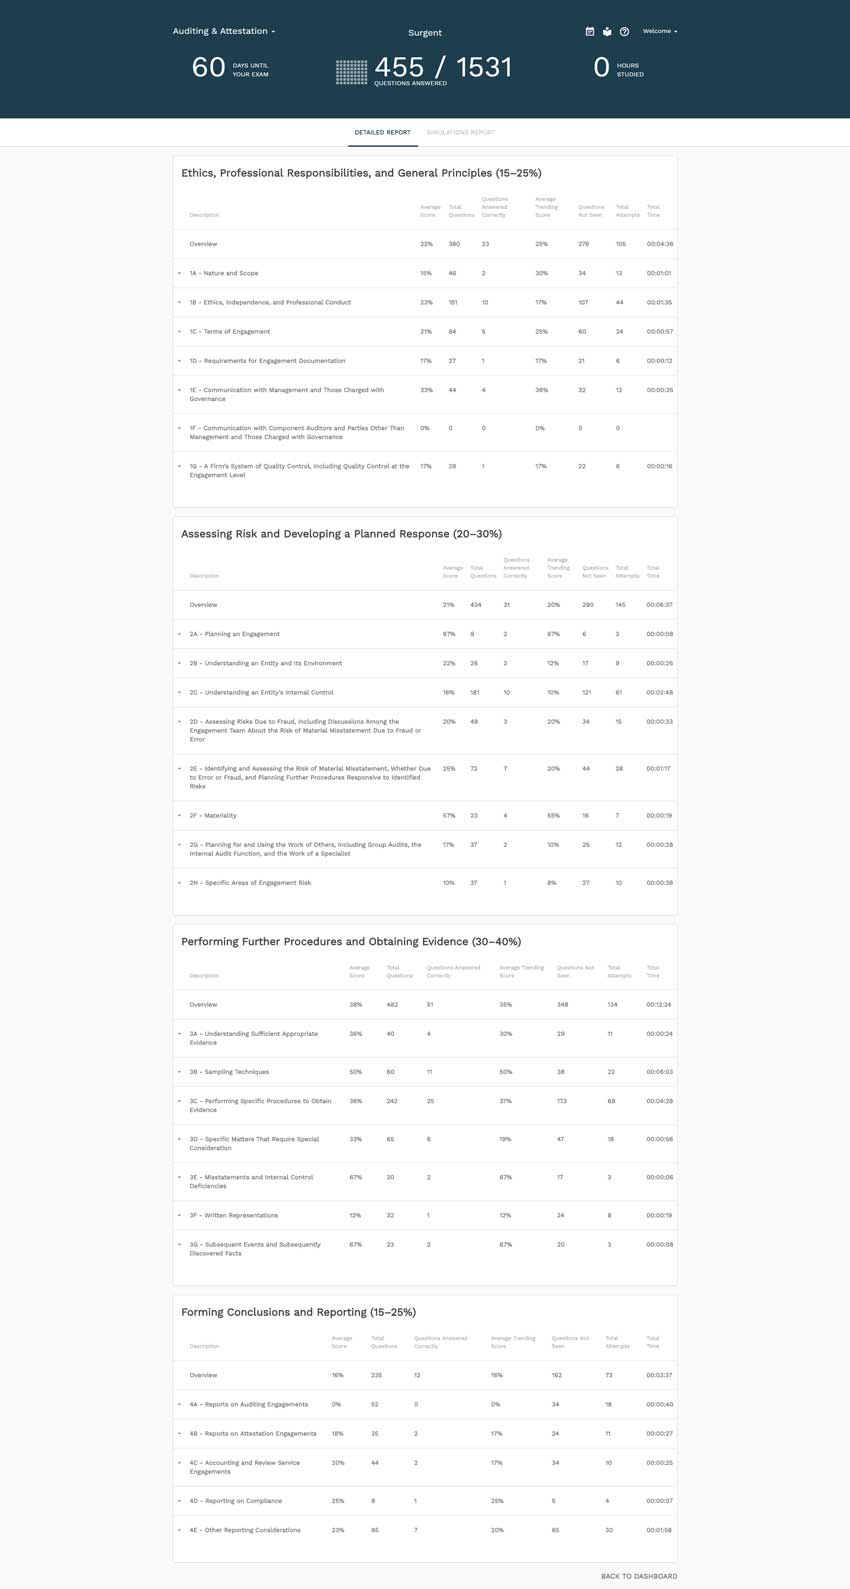 Auditing & Attestation
Surgent
Welcome
60 DAYS UNTIL YOUR EXAM
455 / 1531
QUESTIONS ANSWERED
0 HOURS STUDIED
DETAILED REPORT SIMULATIONS REPORT
Ethics, Professional Responsibilities, and General Principles (15–25%)
Description Average Score Total Questions Questions Answered Correctly Average Trending Score Questions Not Seen Total Attempts Total Time
Overview 22% 380 23 25% 276 105 00:04:36
1A - Nature and Scope 15% 46 2 30% 34 13 00:01:01
1B - Ethics, Independence, and Professional Conduct 23% 151 10 17% 107 44 00:01:35
1C - Terms of Engagement 21% 84 5 25% 60 24 00:00:57
1D - Requirements for Engagement Documentation 17% 27 1 17% 21 6 00:00:12
1E - Communication with Management and Those Charged with 33% 44 4 36% 32 12 00:00:35
Governance
1F - Communication with Component Auditors and Parties Other Than 0% 0 0 0% 0 0
Management and Those Charged with Governance
1G - A Firm's System of Quality Control, Including Quality Control at the 17% 28 1 17% 22 6 00:00:16
Engagement Level
Assessing Risk and Developing a Planned Response (20–30%)
Description Average Score Total Questions Questions Answered Correctly Average Trending Score Questions Not Seen Total Attempts Total Time
Overview 21% 434 31 20% 290 145 00:06:37
2A - Planning an Engagement 67% 9 2 67% 6 3 00:00:08
2B - Understanding an Entity and Its Environment 22% 26 2 12% 17 9 00:00:26
2C - Understanding an Entity's Internal Control 16% 181 10 10% 121 61 00:02:48
2D - Assessing Risks Due to Fraud, Including Discussions Among the 20% 49 3 20% 34 15 00:00:33
Engagement Team About the Risk of Material Misstatement Due to Fraud or
Error
2E - Identifying and Assessing the Risk of Material Misstatement, Whether Due 25% 72 7 20% 44 28 00:01:17
to Error or Fraud, and Planning Further Procedures Responsive to Identified
Risks
2F - Materiality 57% 23 4 55% 16 7 00:00:19
2G - Planning for and Using the Work of Others, Including Group Audits, the 17% 37 2 10% 25 12 00:00:28
Internal Audit Function, and the Work of a Specialist
2H - Specific Areas of Engagement Risk 10% 37 1 8% 27 10 00:00:38
Performing Further Procedures and Obtaining Evidence (30–40%)
Description Average Score Total Questions Questions Answered Correctly Average Trending Score Questions Not Seen Total Attempts Total Time
Overview 38% 482 51 35% 348 134 00:12:24
3A - Understanding Sufficient Appropriate 36% 40 4 30% 29 11 00:00:24
Evidence
3B - Sampling Techniques 50% 60 11 50% 38 22 00:06:03
3C - Performing Specific Procedures to Obtain 36% 242 25 37% 173 69 00:04:28
Evidence
3D - Specific Matters That Require Special 33% 65 6 19% 47 18 00:00:56
Consideration
3E - Misstatements and Internal Control 67% 20 2 67% 17 3 00:00:06
Deficiencies
3F - Written Representations 12% 32 1 12% 24 8 00:00:19
3G - Subsequent Events and Subsequently 67% 23 2 67% 20 3 00:00:08
Discovered Facts
Forming Conclusions and Reporting (15–25%)
Description Average Score Total Questions Questions Answered Correctly Average Trending Score Questions Not Seen Total Attempts Total Time
Overview 16% 235 12 16% 162 73 00:03:37
4A - Reports on Auditing Engagements 0% 52 0 0% 34 18 00:00:40
4B - Reports on Attestation Engagements 18% 35 2 17% 24 11 00:00:27
4C - Accounting and Review Service 20% 44 2 17% 34 10 00:00:25
Engagements
4D - Reporting on Compliance 25% 9 1 25% 5 4 00:00:07
4E - Other Reporting Considerations 23% 95 7 20% 65 30 00:01:58
BACK TO DASHBOARD